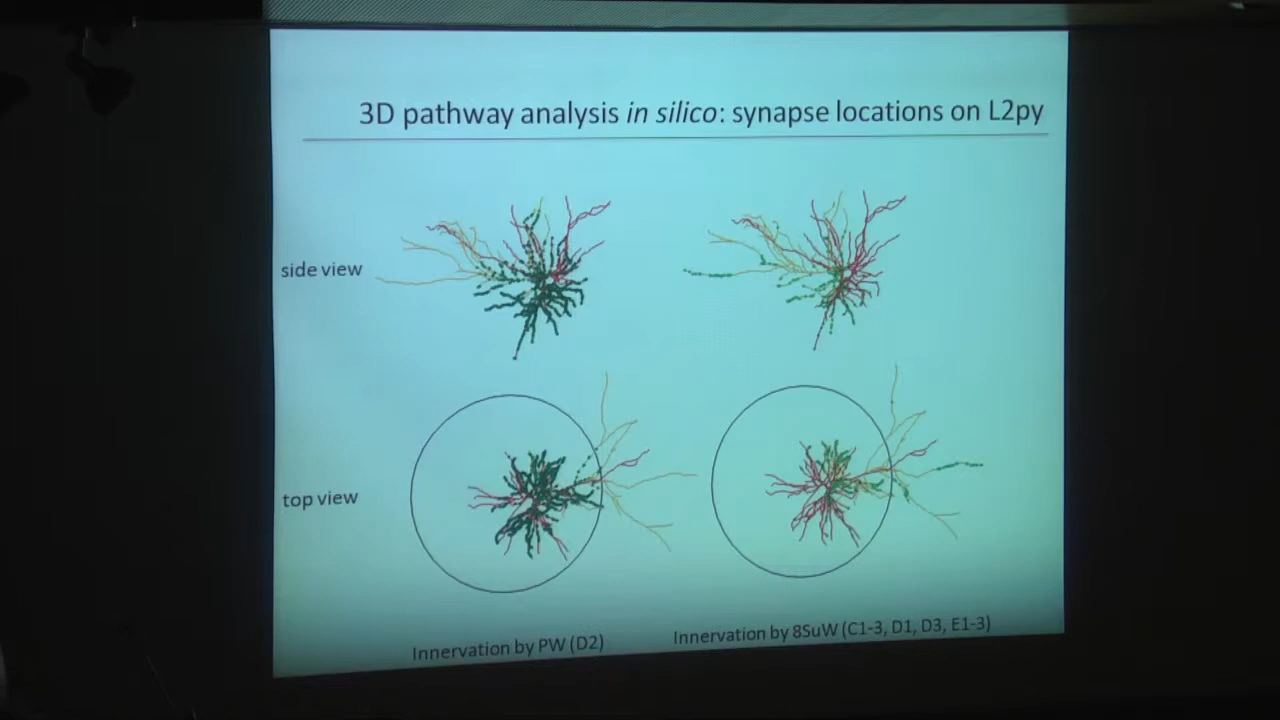 3D pathway analysis in silico: synapse locations on L2py
side view
top view
Innervation by PW (D2)
Innervation by 8SuW (C1-3, D1, D3, E1-3)